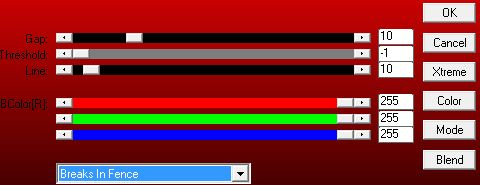 OK
Gap: 10
Threshold: -1
Cancel
Line: 10
Xtreme
BColor[R]: 255
Color
255
255
Mode
Breaks In Fence
Blend